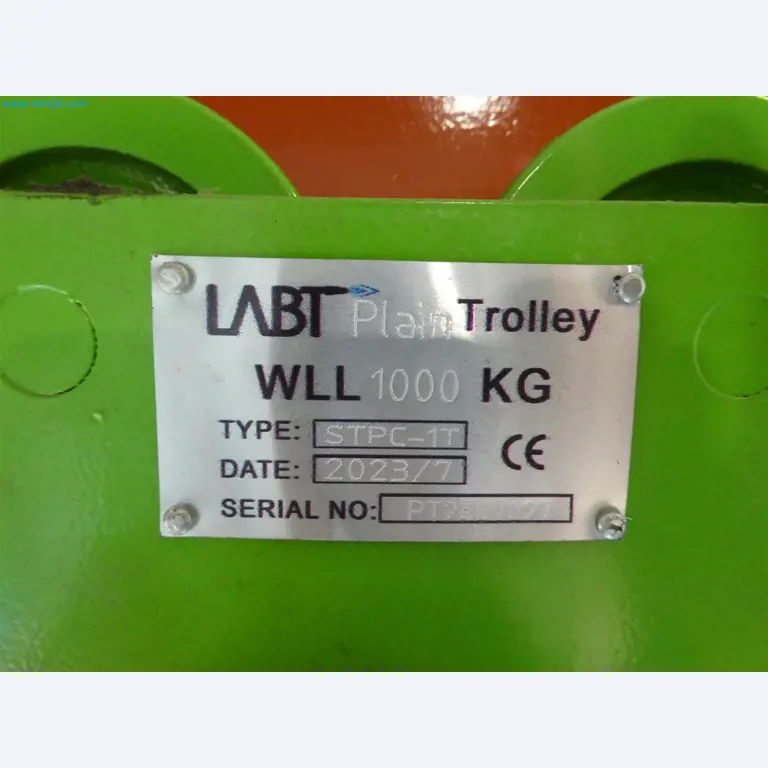 LABT Plain Trolley
WLL 1000 KG
TYPE: STPC-1T
DATE: 2023/7
CE
SERIAL NO: